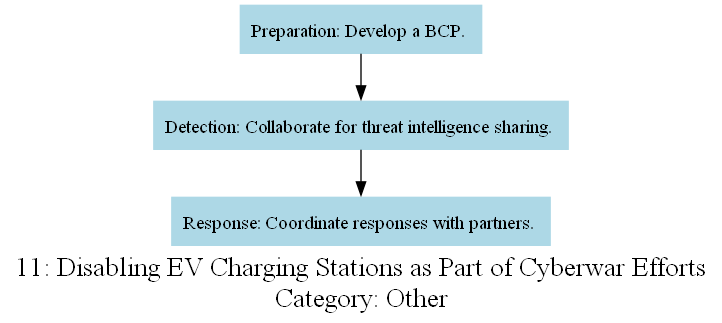 Preparation: Develop a BCP.
Detection: Collaborate for threat intelligence sharing.
Response: Coordinate responses with partners.
11: Disabling EV Charging Stations as Part of Cyberwar Efforts
Category: Other